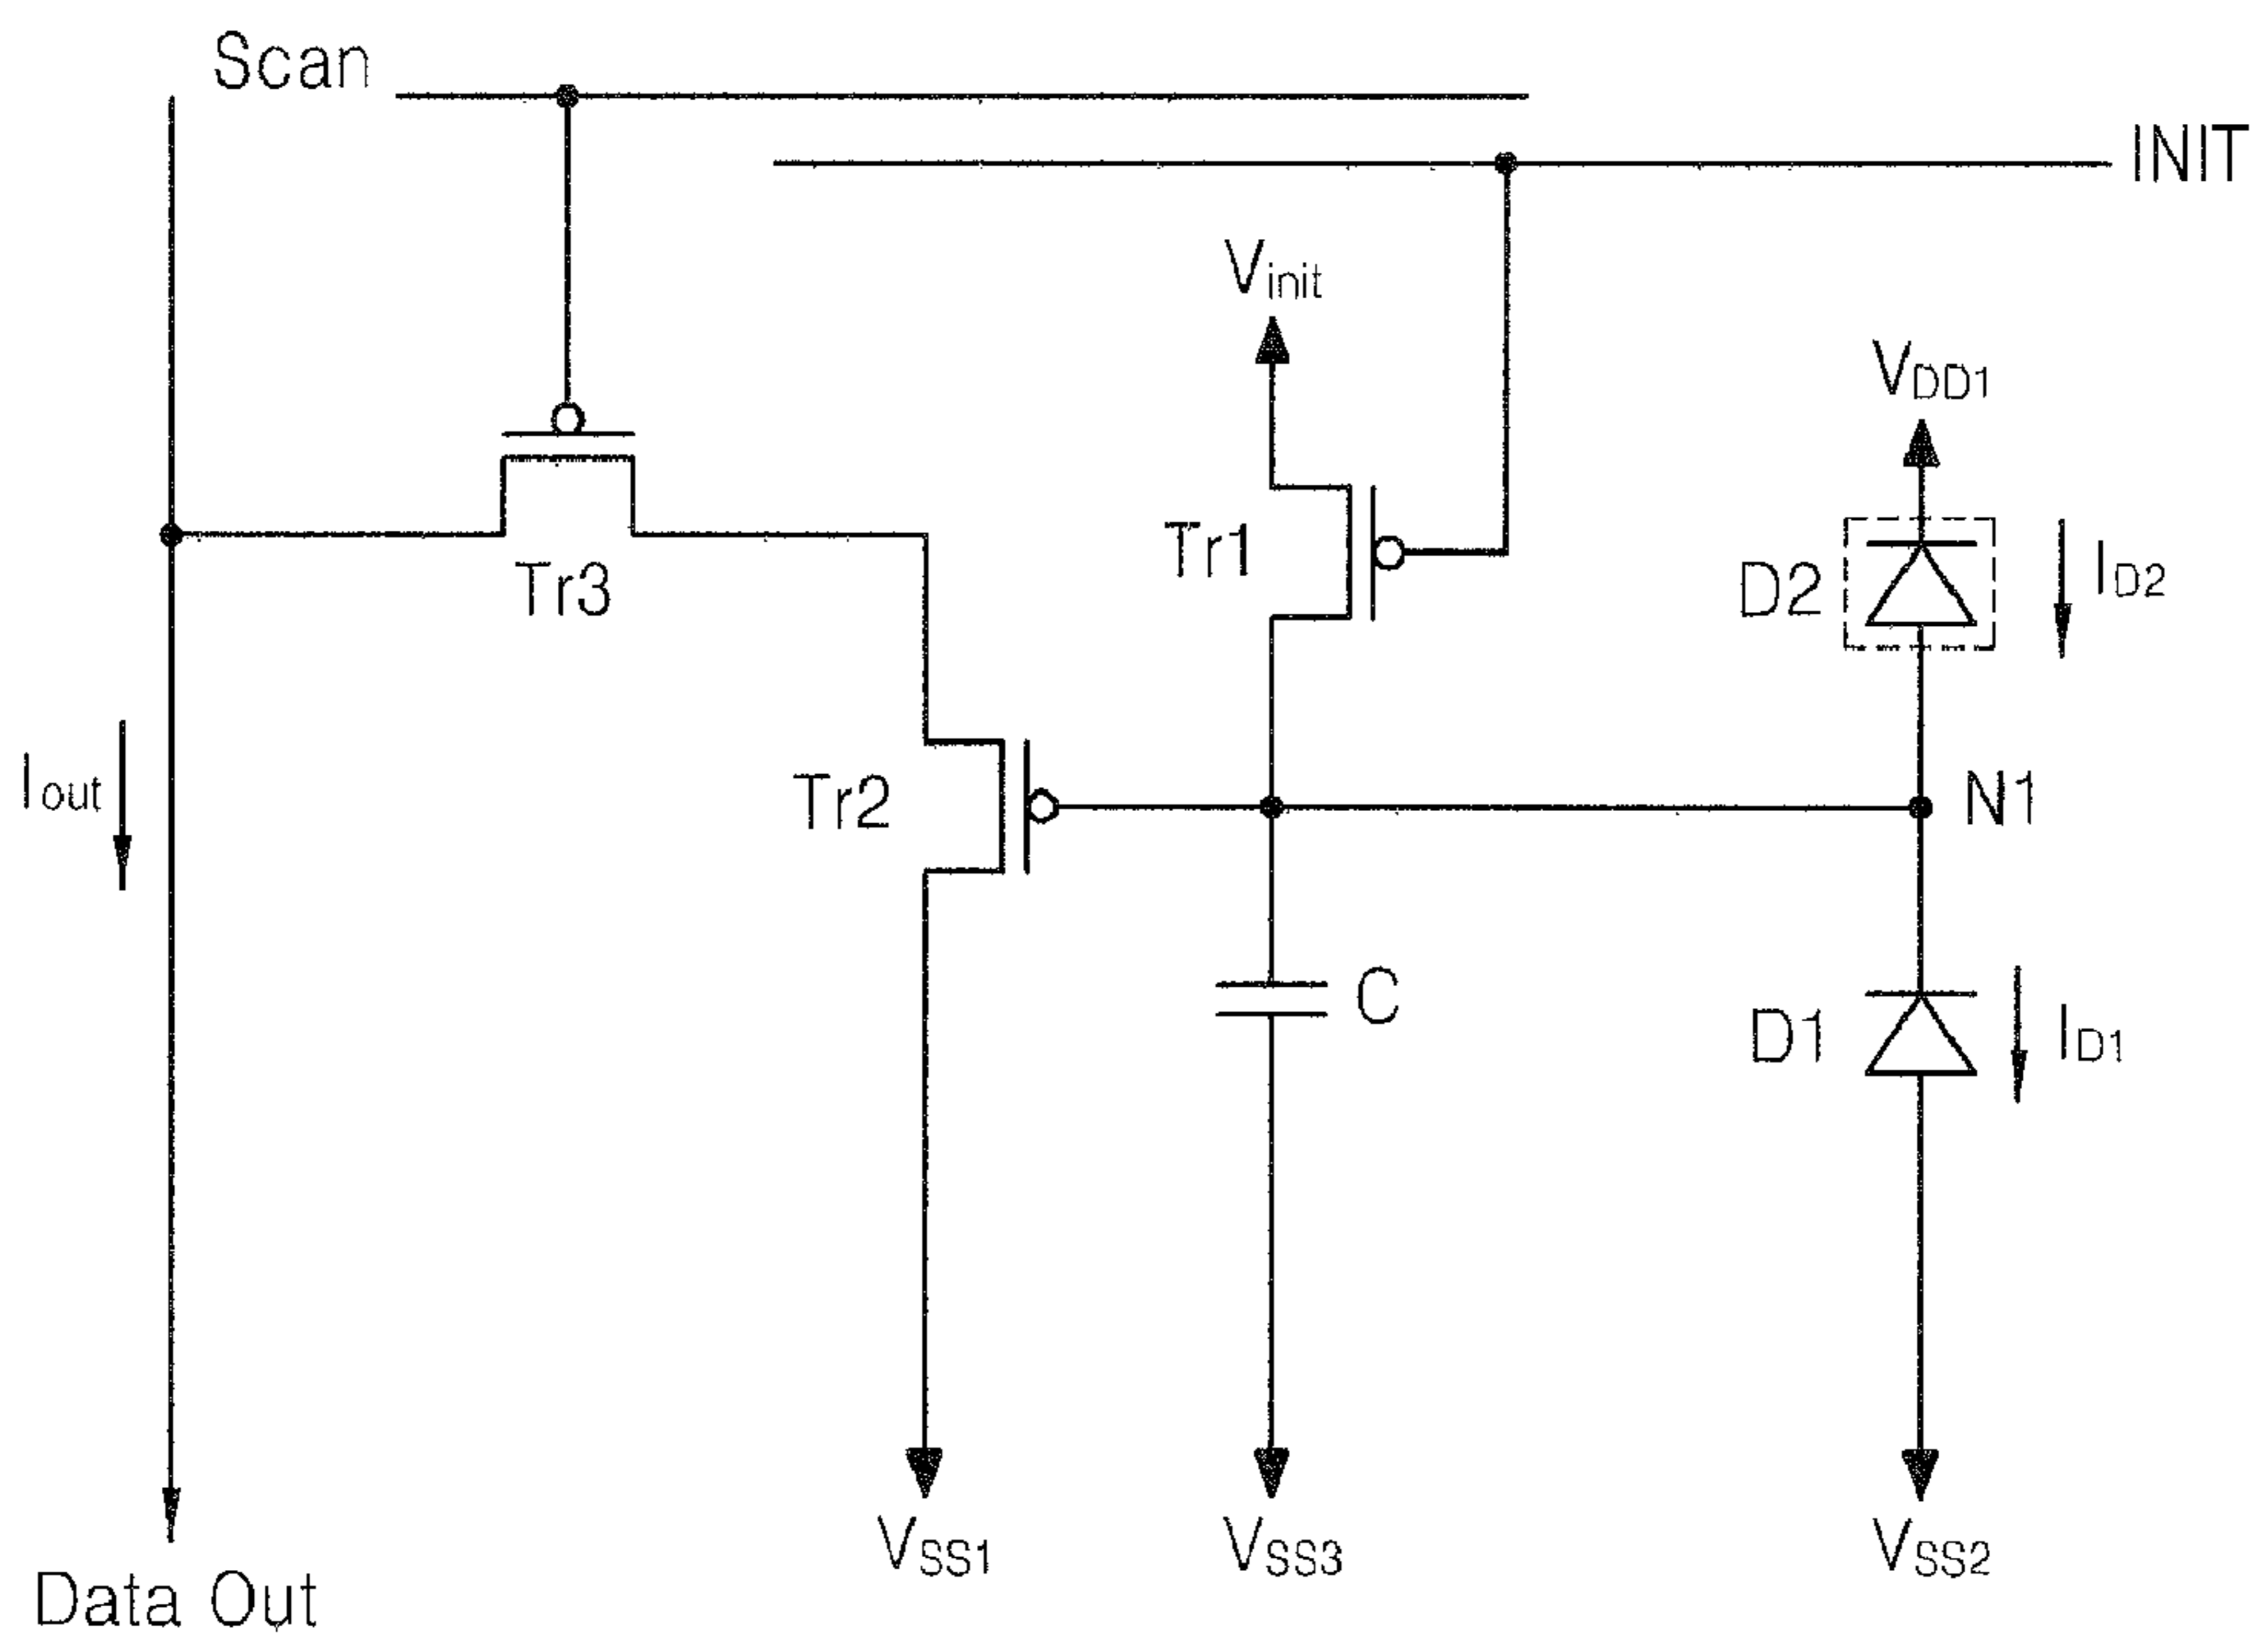 Scan
INIT
Vinit
VDD1
Tr1
D2
ID2
Tr3
Iout
Tr2
N1
C
D1
ID1
VSS1
VSS3
VSS2
Data Out